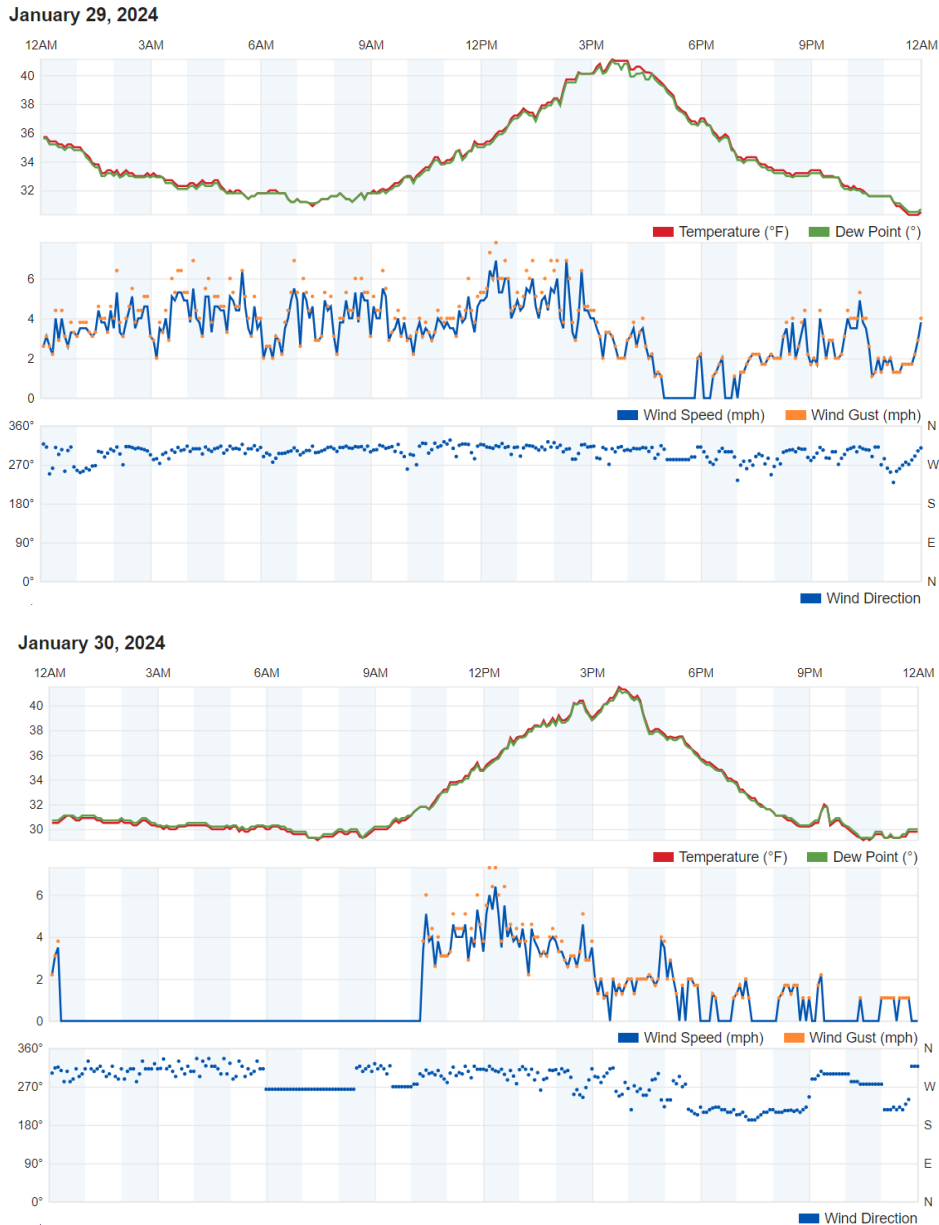 January 29, 2024
12AM 3AM 6AM 9AM 12PM 3PM 6PM 9PM 12AM
40
38
36
34
32
Temperature (°F) Dew Point (°)
6
4
2
0
Wind Speed (mph) Wind Gust (mph)
360° N
270° W
180° S
90° E
0° N
Wind Direction
January 30, 2024
12AM 3AM 6AM 9AM 12PM 3PM 6PM 9PM 12AM
40
38
36
34
32
30
Temperature (°F) Dew Point (°)
6
4
2
0
Wind Speed (mph) Wind Gust (mph)
360° N
270° W
180° S
90° E
0° N
Wind Direction